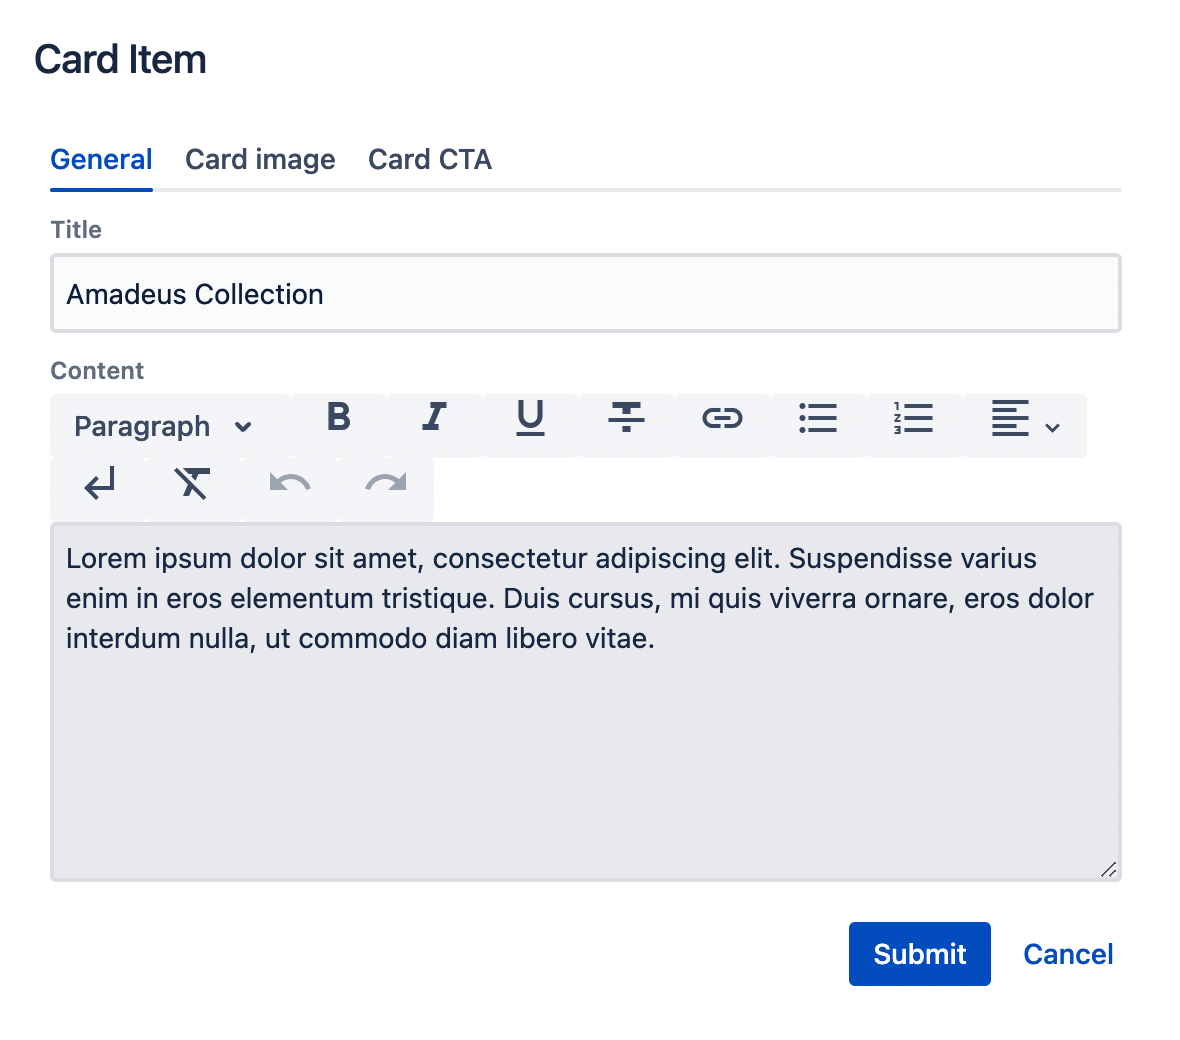 Card Item
General Card image Card CTA
Title
Amadeus Collection
Content
Paragraph B I U T
Lorem ipsum dolor sit amet, consectetur adipiscing elit. Suspendisse varius
enim in eros elementum tristique. Duis cursus, mi quis viverra ornare, eros dolor
interdum nulla, ut commodo diam libero vitae.
Submit Cancel